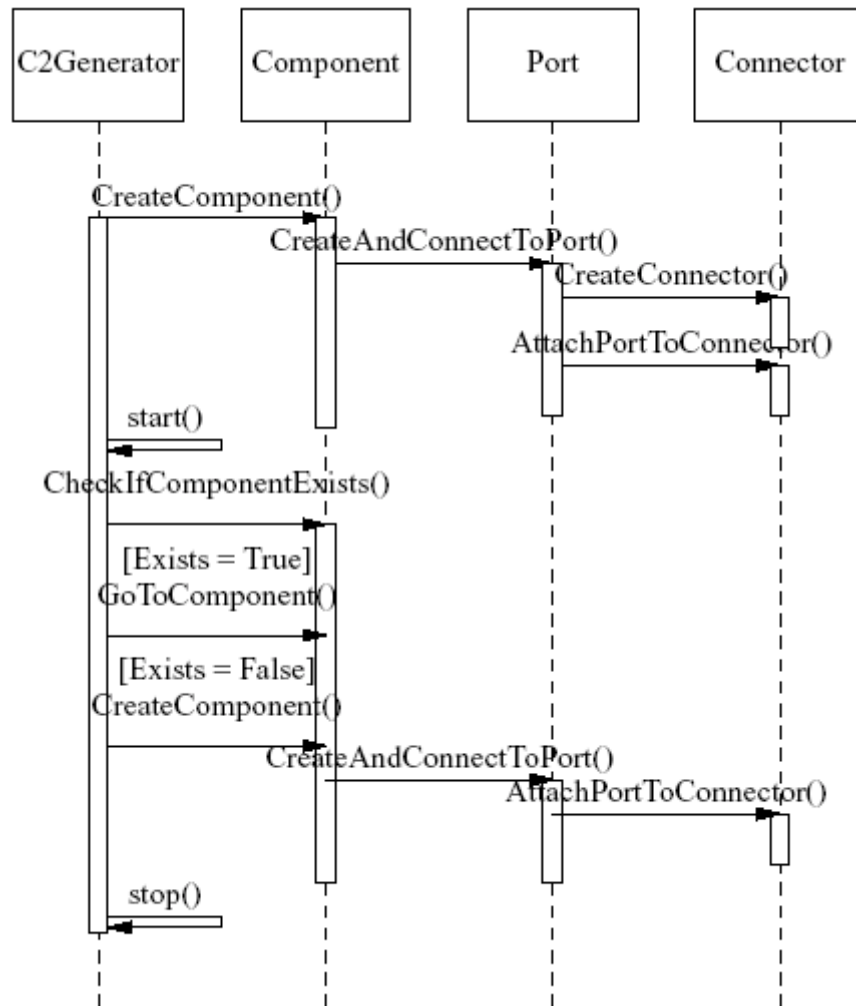 C2Generator
Component
Port
Connector
CreateComponent()
CreateAndConnectToPort()
CreateConnector()
AttachPortToConnector()
start()
CheckIfComponentExists()
[Exists = True]
GoToComponent()
[Exists = False]
CreateComponent()
CreateAndConnectToPort()
AttachPortToConnector()
stop()